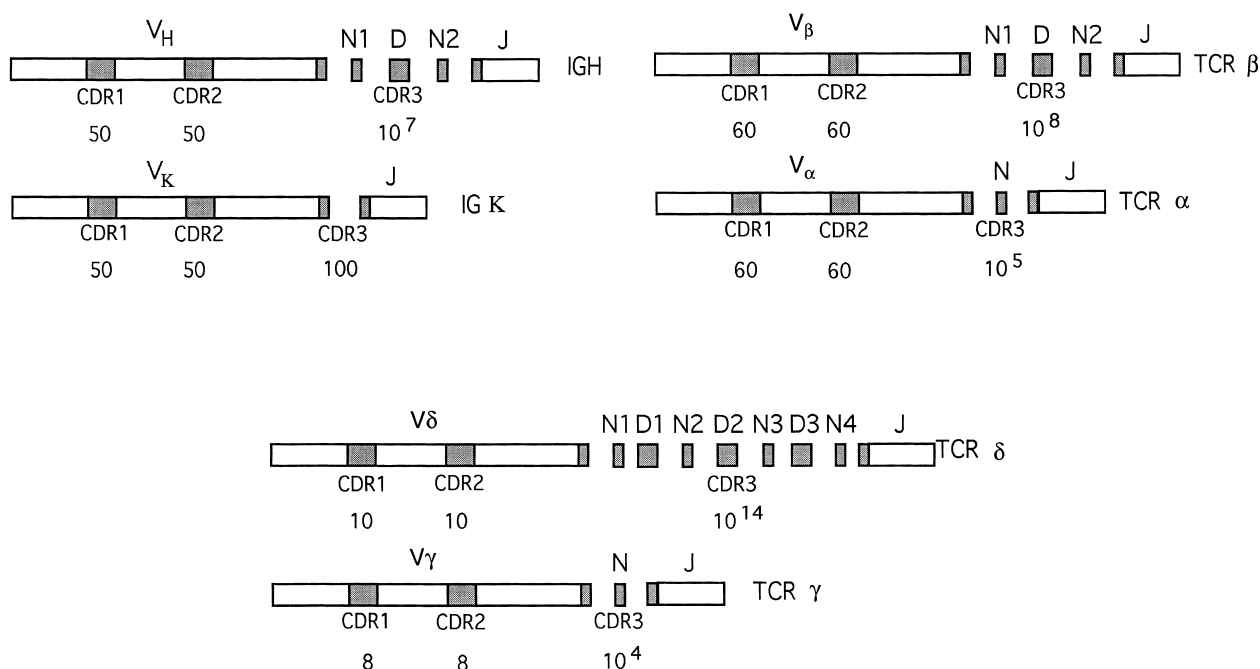 V_H N1 D N2 J
IGH
CDR1 CDR2 CDR3
50 50 10^7
V_K J
IG K
CDR1 CDR2 CDR3
50 50 100
Vβ N1 D N2 J
TCR β
CDR1 CDR2 CDR3
60 60 10^8
Vα N J
TCR α
CDR1 CDR2 CDR3
60 60 10^5
Vδ N1 D1 N2 D2 N3 D3 N4 J
TCR δ
CDR1 CDR2 CDR3
10 10 10^14
Vγ N J
TCR γ
CDR1 CDR2 CDR3
8 8 10^4